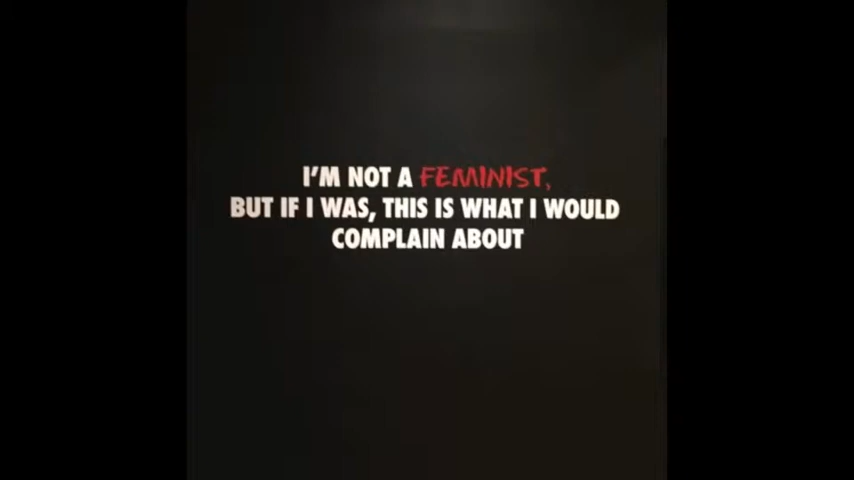 I'M NOT A FEMINIST,
BUT IF I WAS, THIS IS WHAT I WOULD
COMPLAIN ABOUT